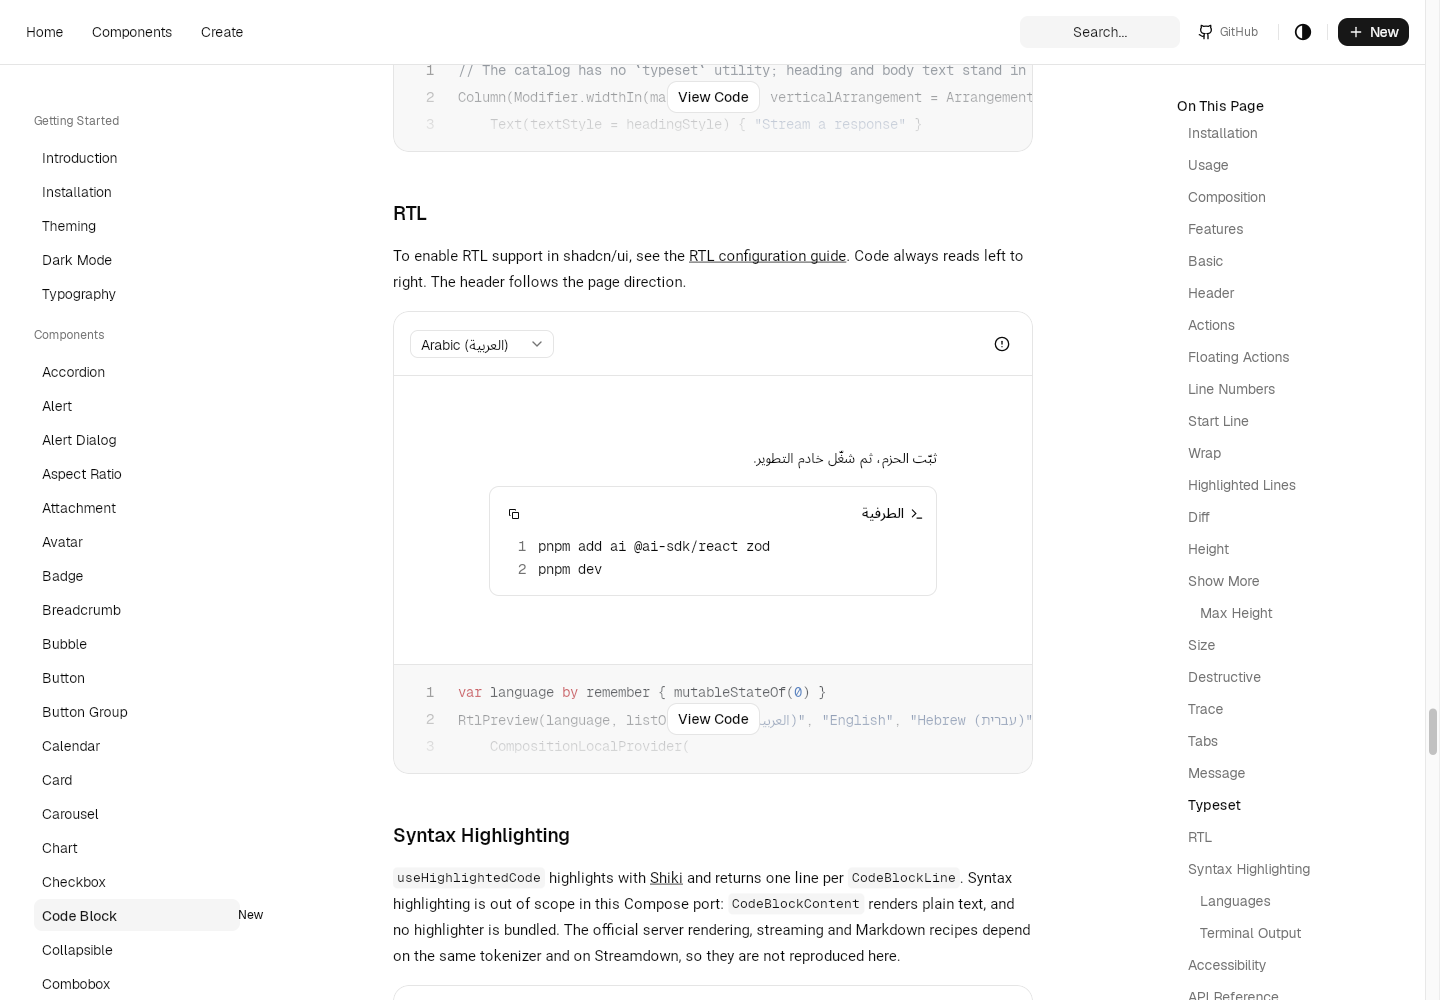 Home
Components
Create
Search...
GitHub
New
Getting Started
Introduction
Installation
Theming
Dark Mode
Typography
Components
Accordion
Alert
Alert Dialog
Aspect Ratio
Attachment
Avatar
Badge
Breadcrumb
Bubble
Button
Button Group
Calendar
Card
Carousel
Chart
Checkbox
Code Block New
Collapsible
Combobox
1 // The catalog has no `typeset` utility; heading and body text stand in
2 Column(Modifier.widthIn(ma verticalArrangement = Arrangement
View Code
3 Text(textStyle = headingStyle) { "Stream a response" }
RTL
To enable RTL support in shadcn/ui, see the RTL configuration guide. Code always reads left to
right. The header follows the page direction.
Arabic (العربية)
ثبّت الحزم، ثم شغّل خادم التطوير.
الطرفية
1 pnpm add ai @ai-sdk/react zod
2 pnpm dev
1 var language by remember { mutableStateOf(0) }
2 RtlPreview(language, listO العربي)", "English", "Hebrew (עברית)"
View Code
3 CompositionLocalProvider(
Syntax Highlighting
useHighlightedCode highlights with Shiki and returns one line per CodeBlockLine. Syntax
highlighting is out of scope in this Compose port: CodeBlockContent renders plain text, and
no highlighter is bundled. The official server rendering, streaming and Markdown recipes depend
on the same tokenizer and on Streamdown, so they are not reproduced here.
On This Page
Installation
Usage
Composition
Features
Basic
Header
Actions
Floating Actions
Line Numbers
Start Line
Wrap
Highlighted Lines
Diff
Height
Show More
Max Height
Size
Destructive
Trace
Tabs
Message
Typeset
RTL
Syntax Highlighting
Languages
Terminal Output
Accessibility
API Reference